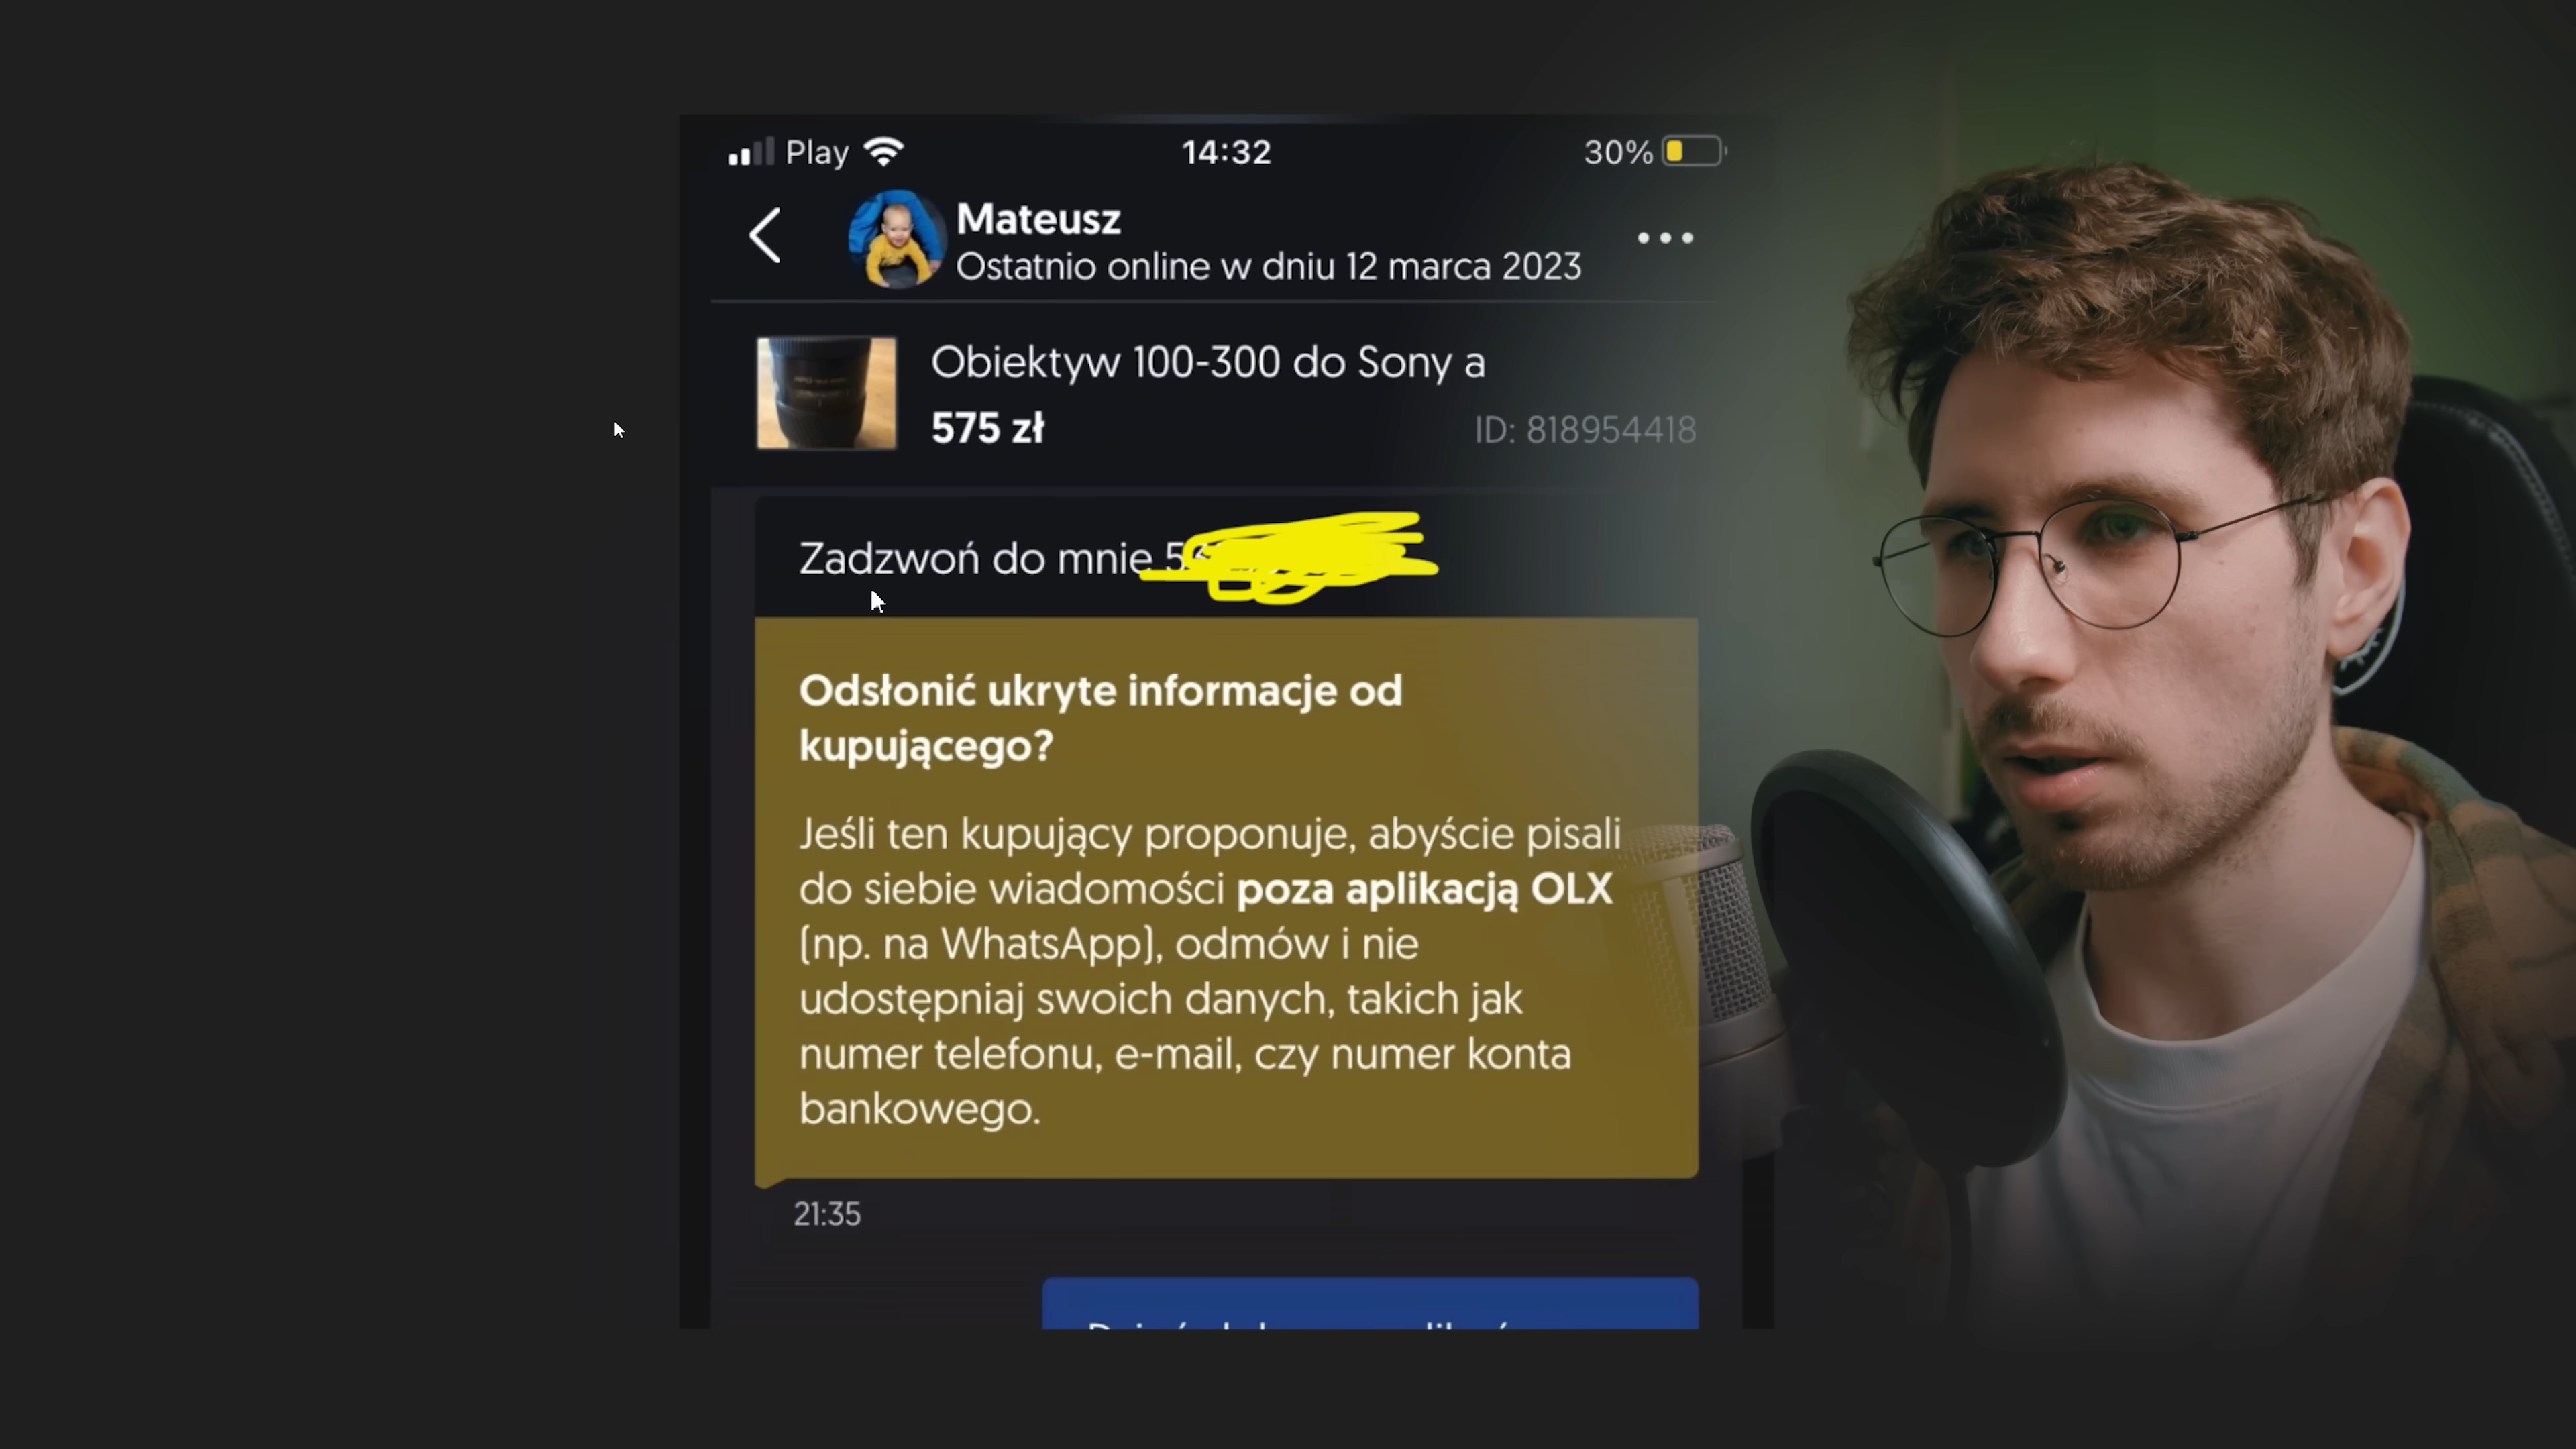 Play
14:32
30%
Mateusz
Ostatnio online w dniu 12 marca 2023
Obiektyw 100-300 do Sony a
575 zł
ID: 818954418
Zadzwoń do mnie 5
Odsłonić ukryte informacje od
kupującego?
Jeśli ten kupujący proponuje, abyście pisali
do siebie wiadomości poza aplikacją OLX
(np. na WhatsApp), odmów i nie
udostępniaj swoich danych, takich jak
numer telefonu, e-mail, czy numer konta
bankowego.
21:35